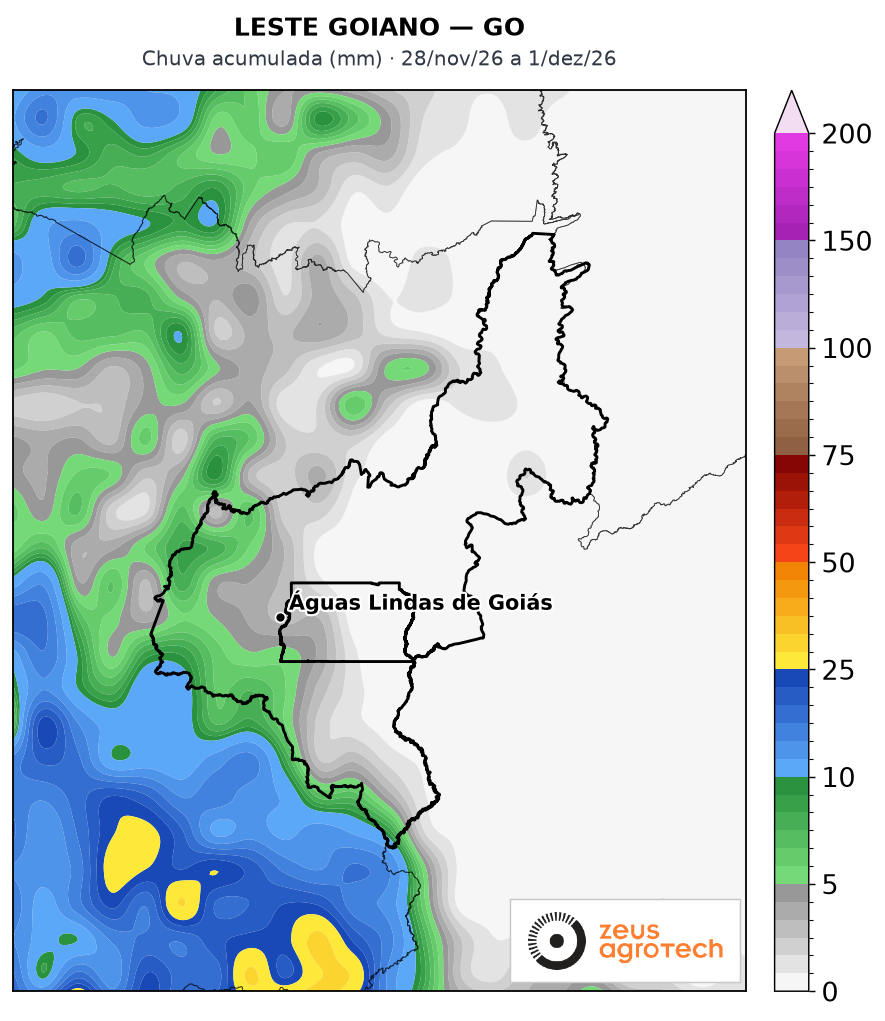 LESTE GOIANO — GO
Chuva acumulada (mm) · 28/nov/26 a 1/dez/26
200
150
100
75
50
25
10
5
0
Águas Lindas de Goiás
zeus
agrotech